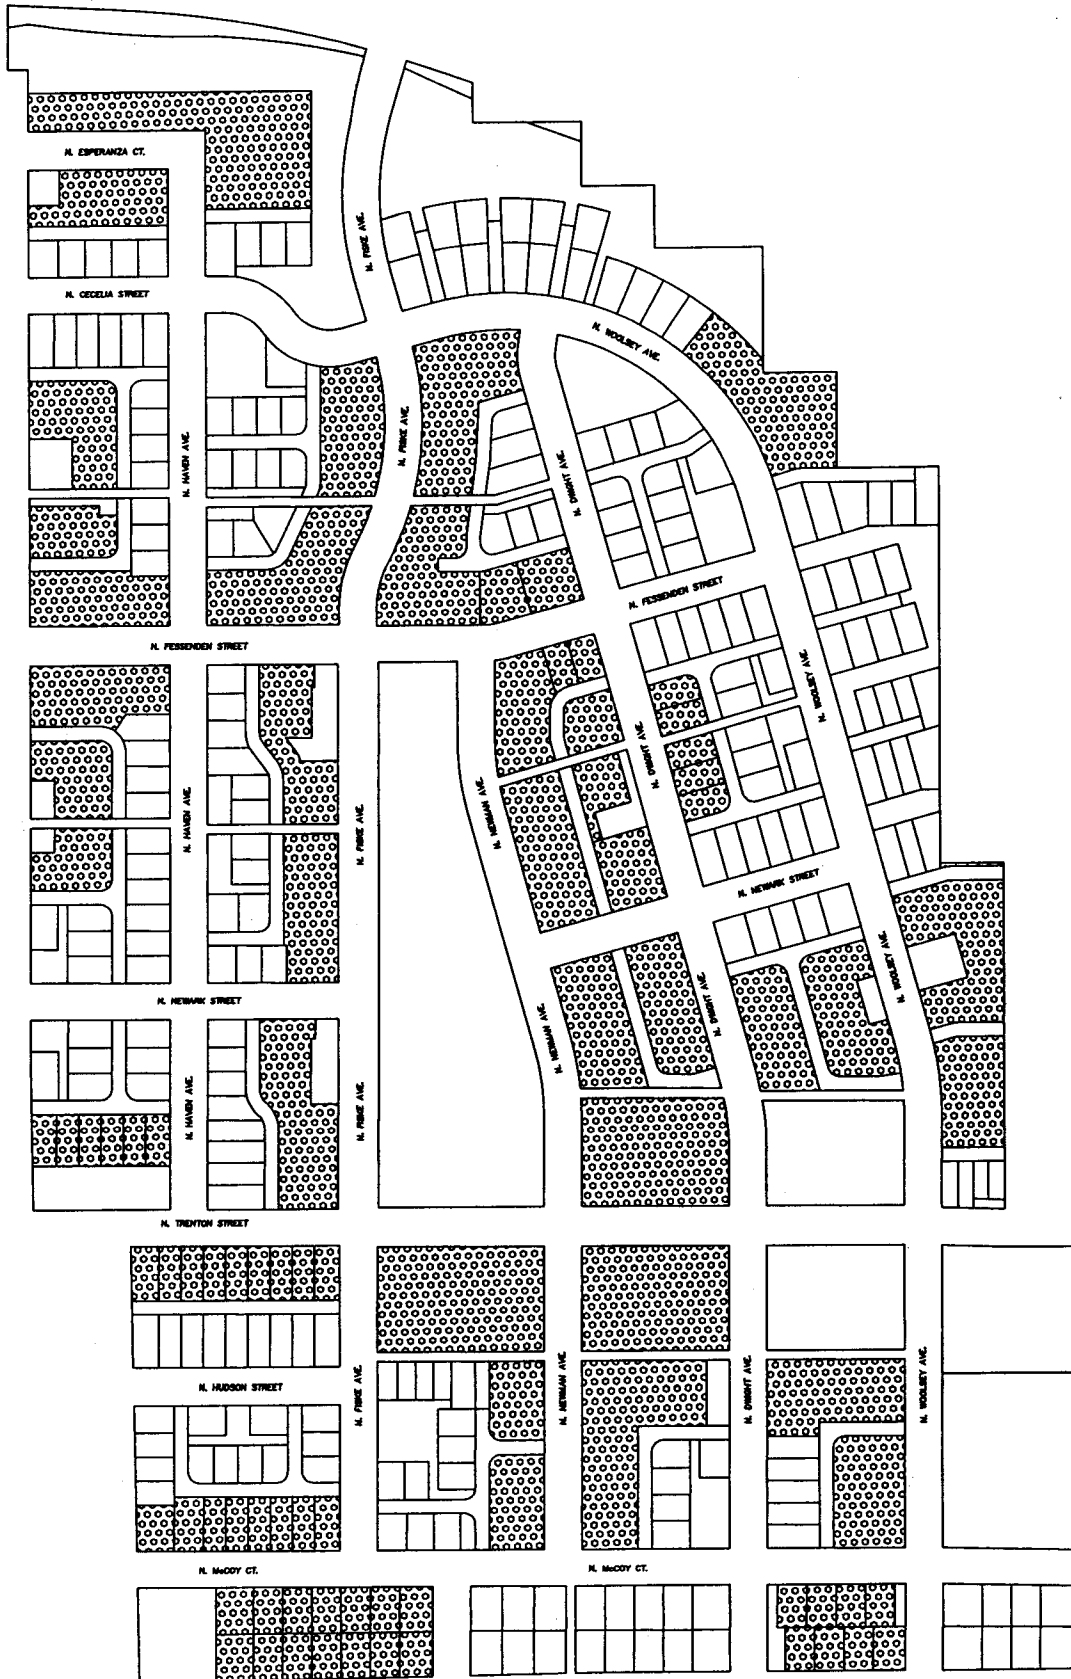 N. ESPERANZA CT.
N. FISKE AVE.
N. CECELIA STREET
N. WOOLSEY AVE.
N. HAVEN AVE.
N. FISKE AVE.
N. DWIGHT AVE.
N. FESSENDEN STREET
N. FESSENDEN STREET
N. WOOLSEY AVE.
N. HAVEN AVE.
N. FISKE AVE.
N. NEWMAN AVE.
N. DWIGHT AVE.
N. NEWARK STREET
N. NEWARK STREET
N. WOOLSEY AVE.
N. DWIGHT AVE.
N. NEWMAN AVE.
N. HAVEN AVE.
N. FISKE AVE.
N. TRENTON STREET
N. HUDSON STREET
N. FISKE AVE.
N. NEWMAN AVE.
N. DWIGHT AVE.
N. WOOLSEY AVE.
N. McCOY CT.
N. McCOY CT.